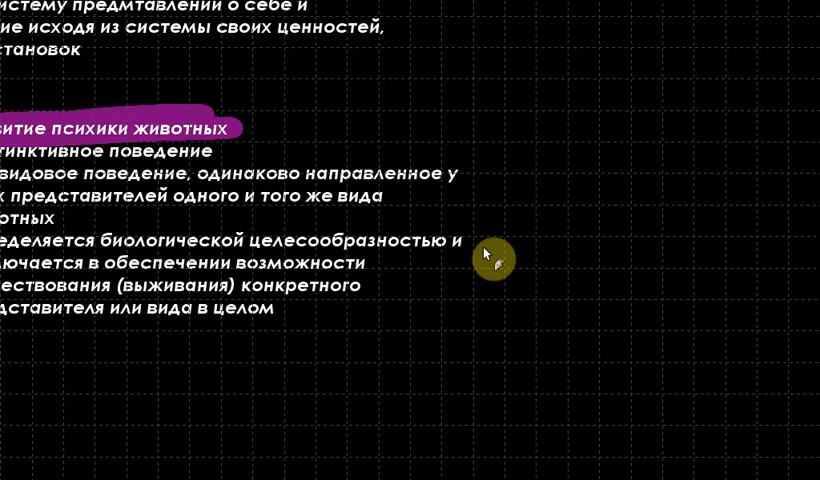 истему предмтавлений о себе и
ие исходя из системы своих ценностей,
становок
витие психики животных
тинктивное поведение
видовое поведение, одинаково направленное у
х представителей одного и того же вида
отных
еделяется биологической целесообразностью и
лючается в обеспечении возможности
ествования (выживания) конкретного
дставителя или вида в целом